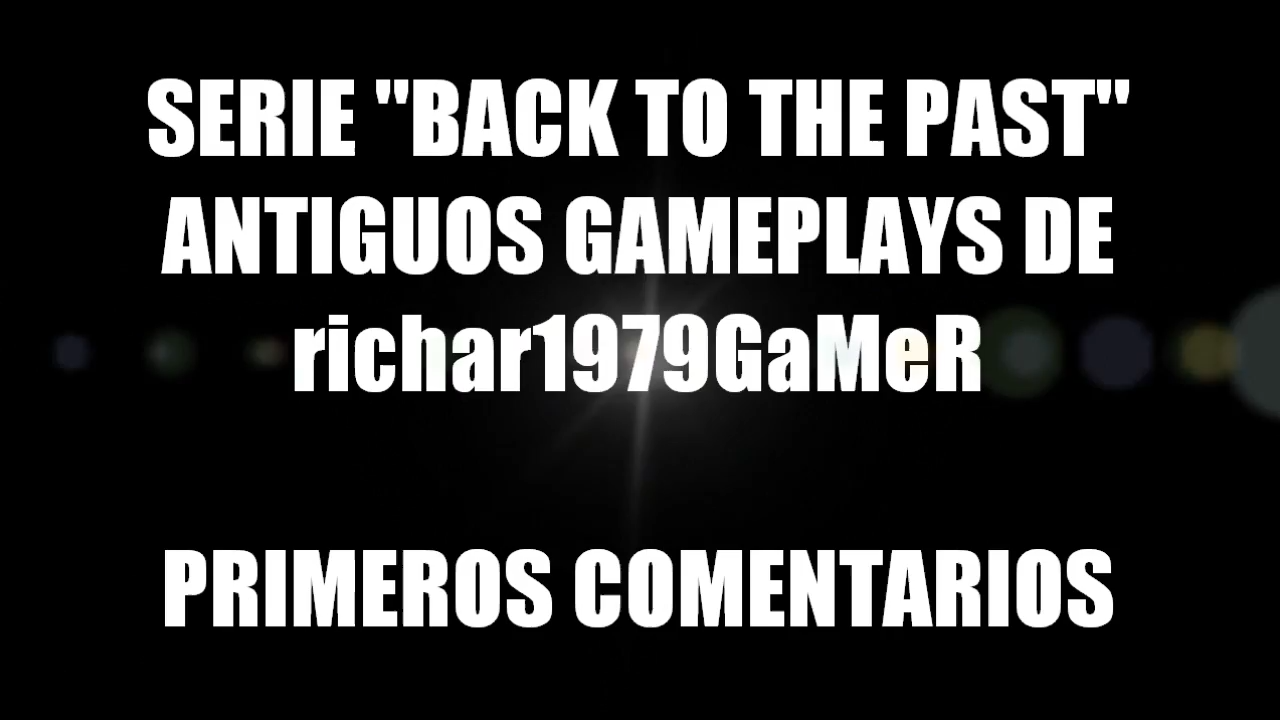 SERIE "BACK TO THE PAST"
ANTIGUOS GAMEPLAYS DE
richar1979GaMeR
PRIMEROS COMENTARIOS